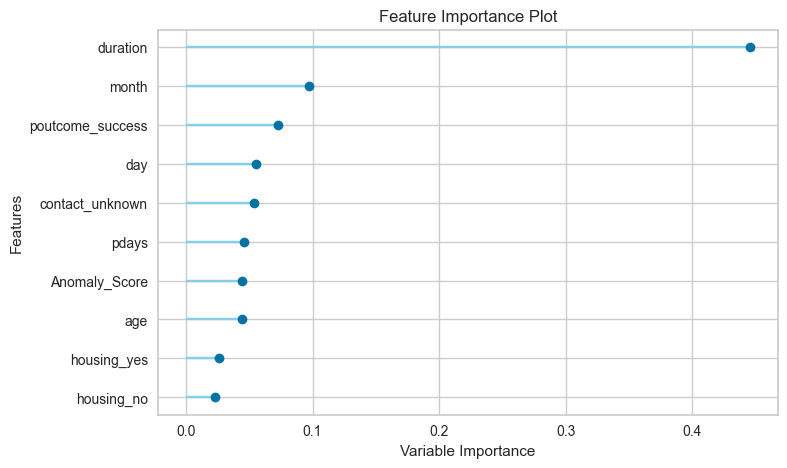 Feature Importance Plot
duration
month
poutcome_success
day
contact_unknown
pdays
Anomaly_Score
age
housing_yes
housing_no
Features
0.0 0.1 0.2 0.3 0.4
Variable Importance